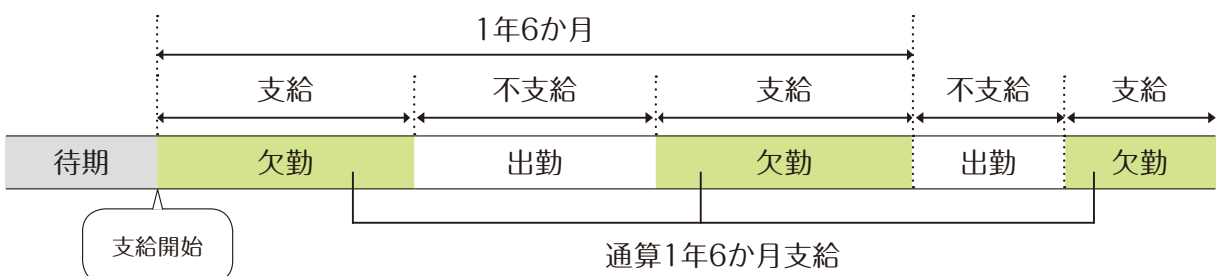 1年6か月
支給 不支給 支給 不支給 支給
待期 欠勤 出勤 欠勤 出勤 欠勤
支給開始
通算1年6か月支給